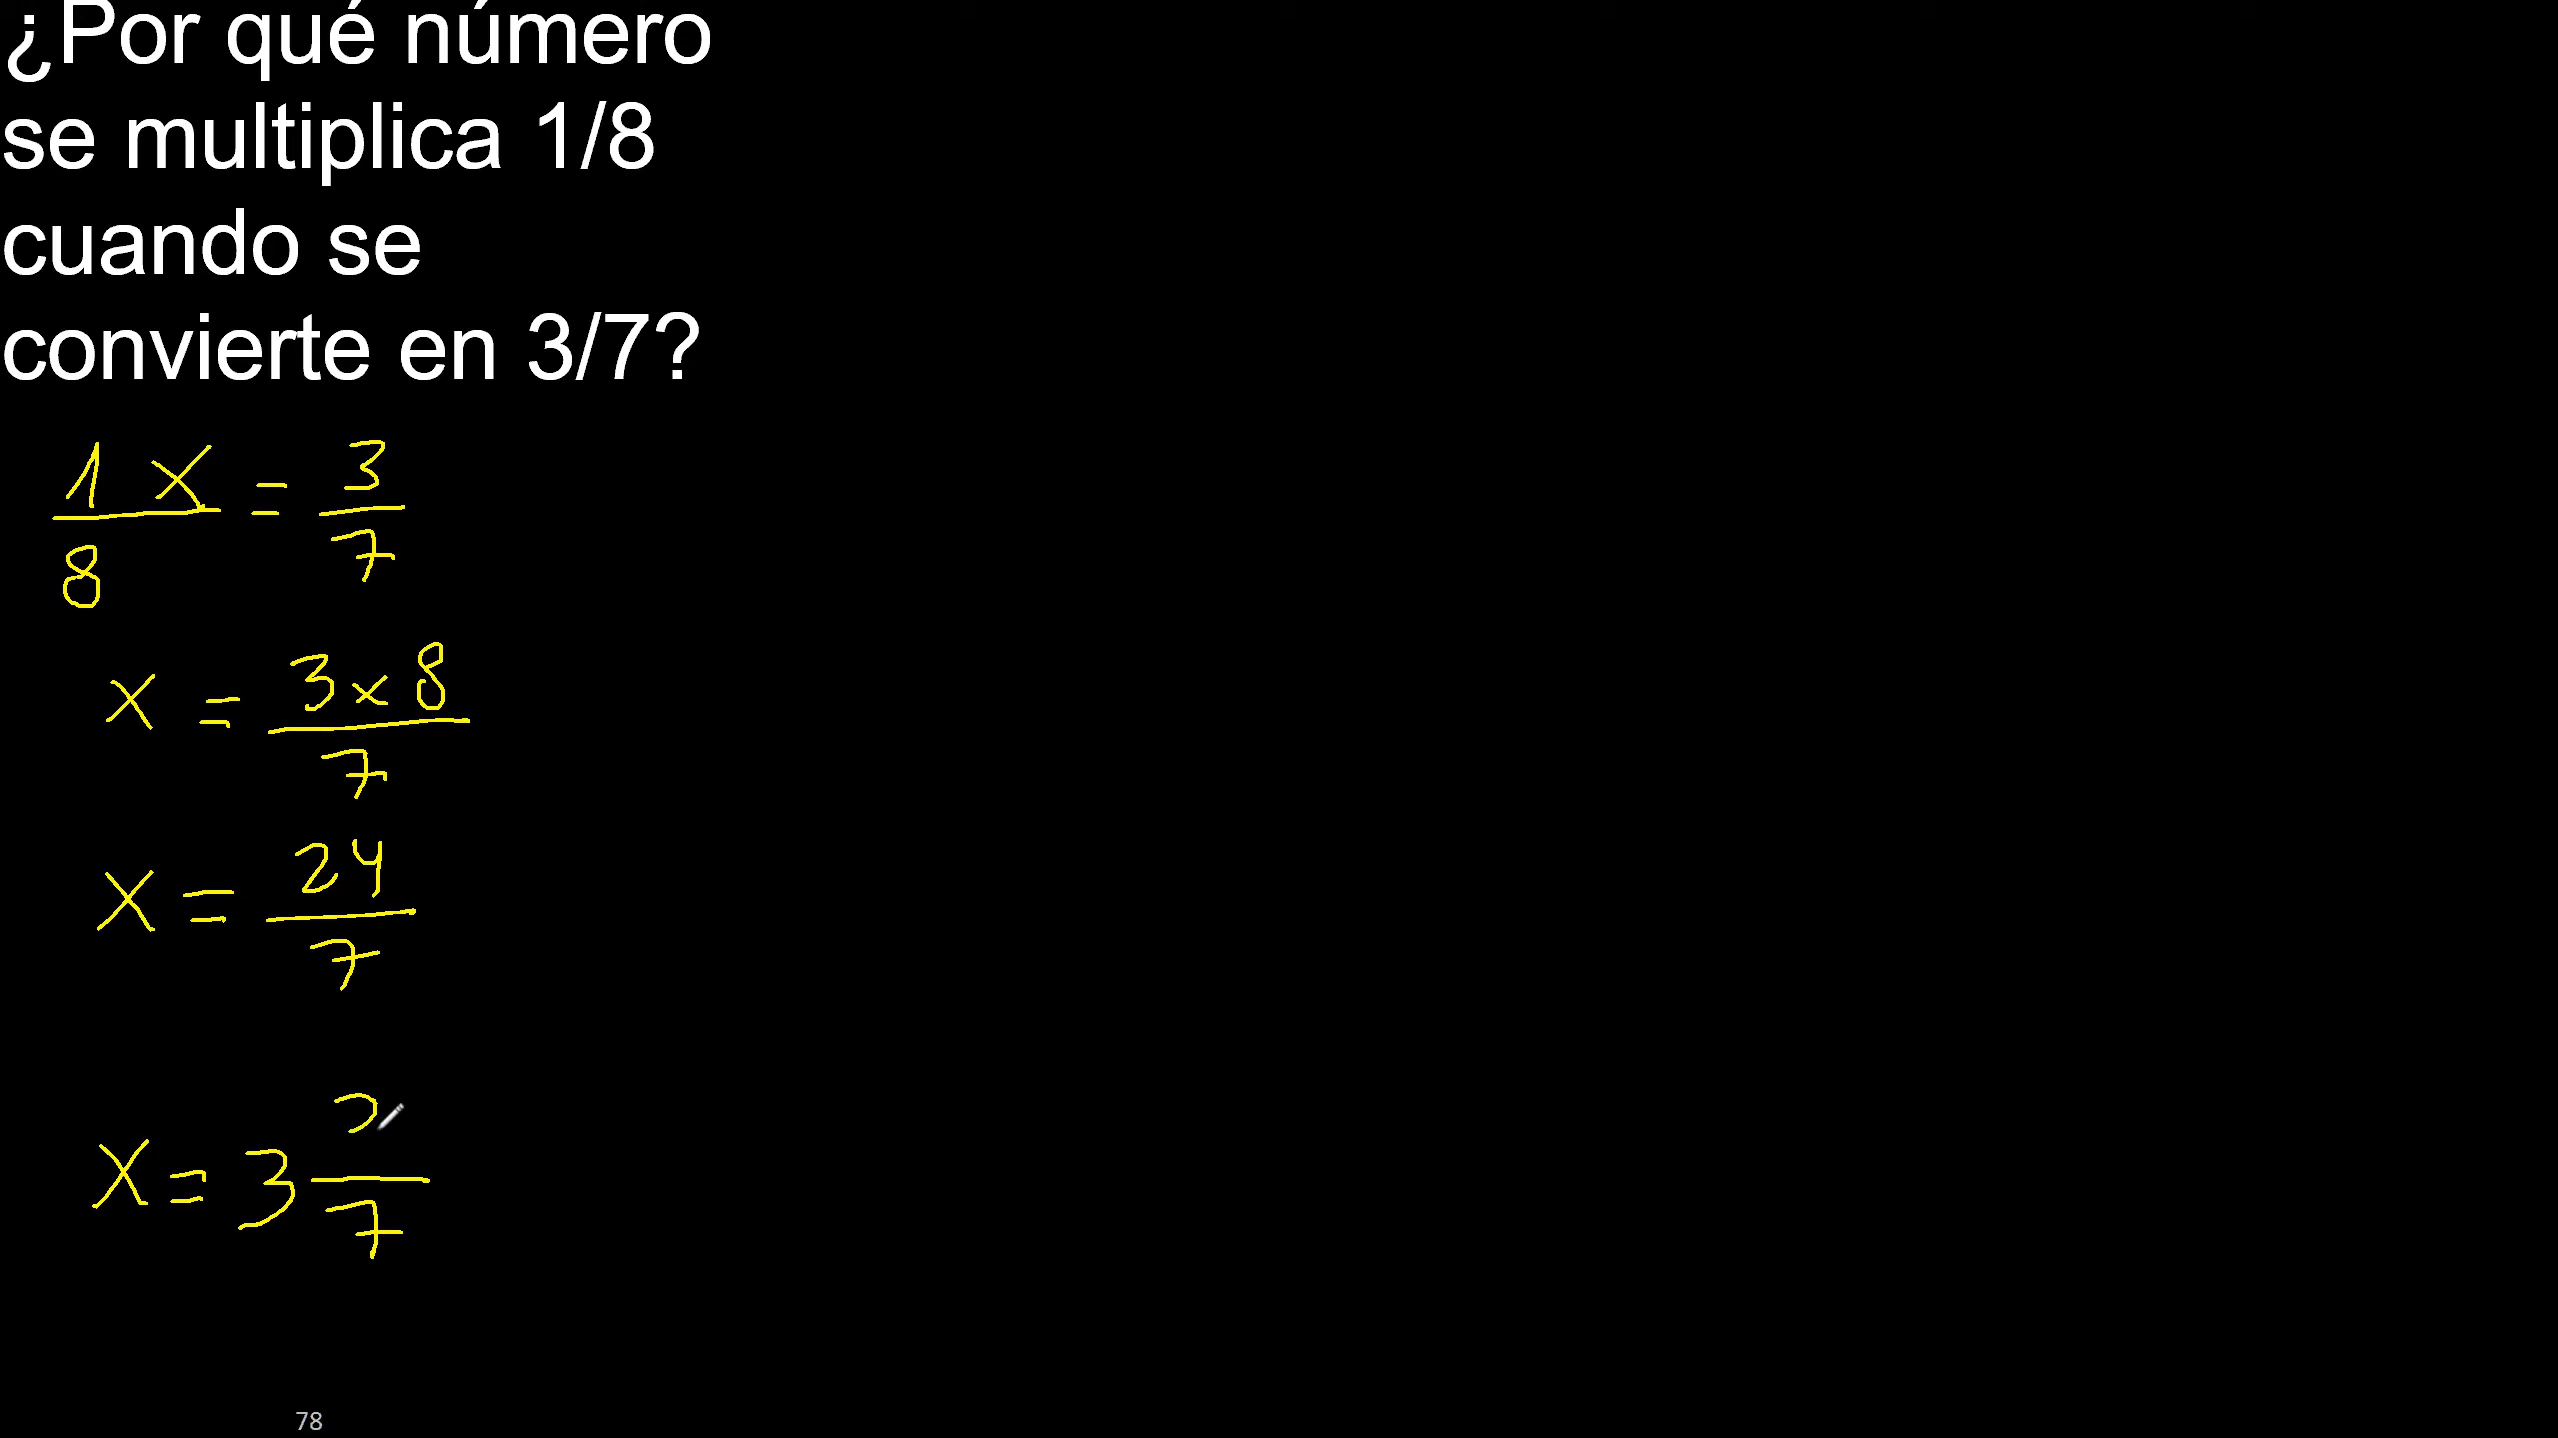 ¿Por qué número
se multiplica 1/8
cuando se
convierte en 3/7?
1 x / 8 = 3 / 7
x = 3 x 8 / 7
x = 24 / 7
x = 3 3 / 7
78